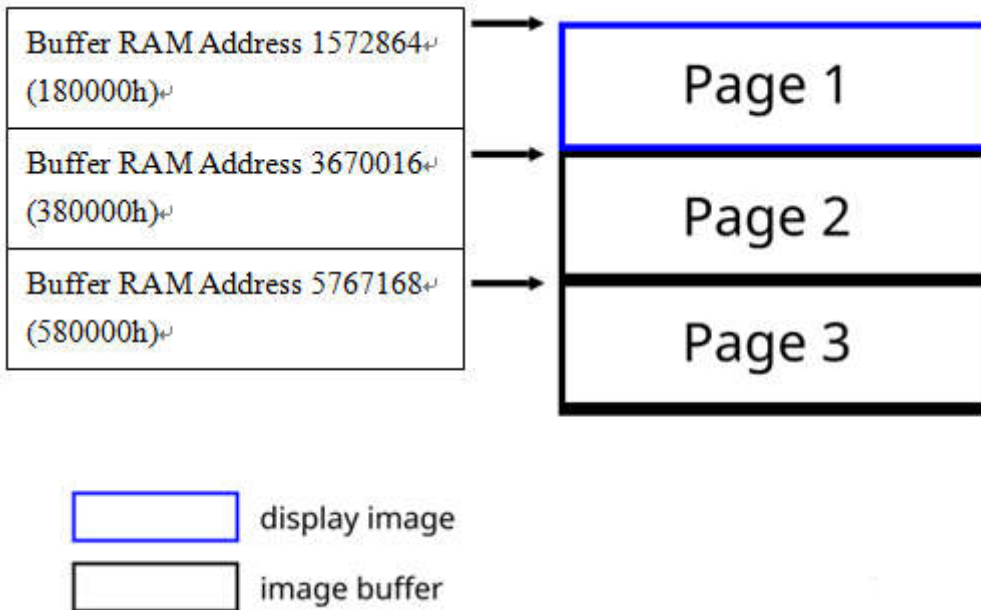 Buffer RAM Address 1572864↵
(180000h)↵
Page 1
Buffer RAM Address 3670016↵
(380000h)↵
Page 2
Buffer RAM Address 5767168↵
(580000h)↵
Page 3
display image
image buffer